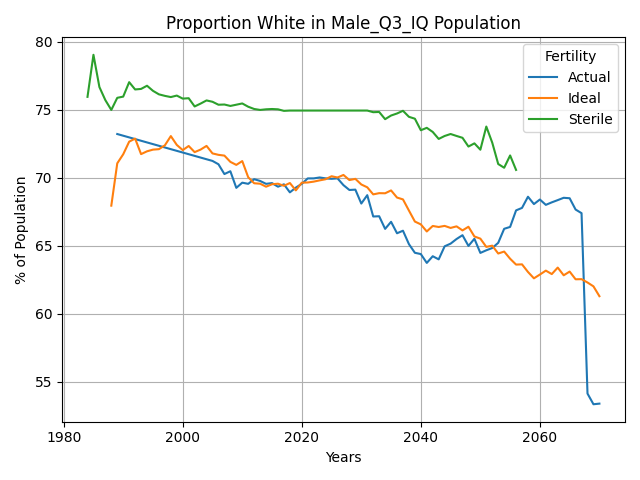 Proportion White in Male_Q3_IQ Population
80
75
70
65
60
55
% of Population
1980
2000
2020
2040
2060
Years
Fertility
Actual
Ideal
Sterile